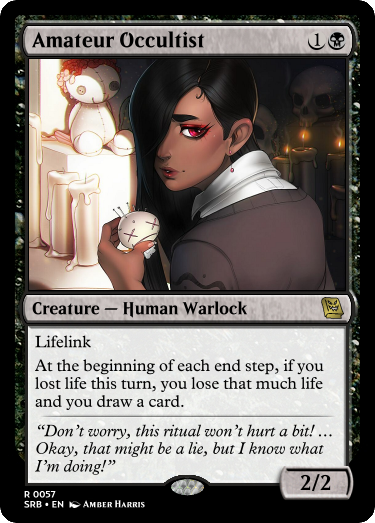 Amateur Occultist 1
Creature — Human Warlock
Lifelink
At the beginning of each end step, if you
lost life this turn, you lose that much life
and you draw a card.
“Don’t worry, this ritual won’t hurt a bit! …
Okay, that might be a lie, but I know what
I’m doing!”
2/2
R 0057
SRB • EN Amber Harris